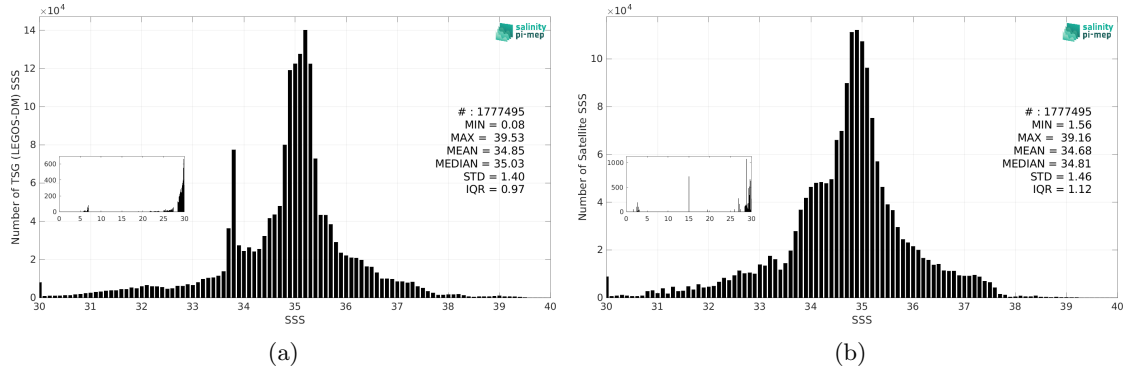 ×10⁴
14
12
10
8
6
4
2
0
Number of TSG (LEGOS-DM) SSS
salinity
pi-mep
# : 1777495
MIN = 0.08
MAX = 39.53
MEAN = 34.85
MEDIAN = 35.03
STD = 1.40
IQR = 0.97
600
400
200
0
0 5 10 15 20 25 30
30 31 32 33 34 35 36 37 38 39 40
SSS
(a)
×10⁴
10
8
6
4
2
0
Number of Satellite SSS
salinity
pi-mep
# : 1777495
MIN = 1.56
MAX = 39.16
MEAN = 34.68
MEDIAN = 34.81
STD = 1.46
IQR = 1.12
1000
500
0
0 5 10 15 20 25 30
30 31 32 33 34 35 36 37 38 39 40
SSS
(b)